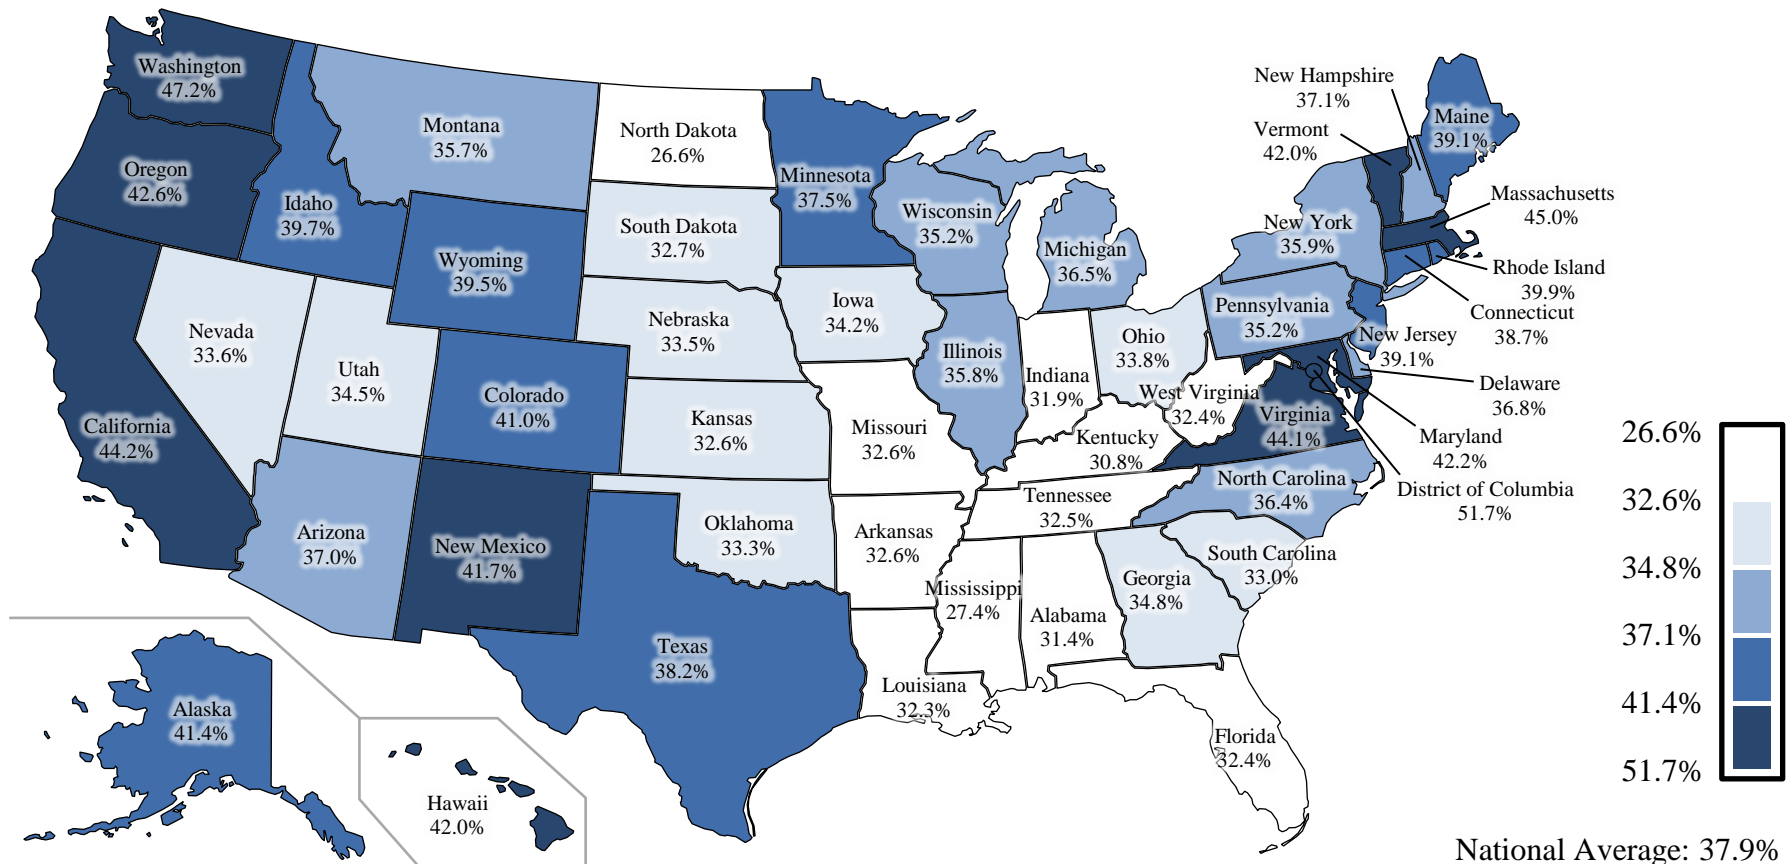 Washington
47.2%
Oregon
42.6%
California
44.2%
Idaho
39.7%
Nevada
33.6%
Utah
34.5%
Arizona
37.0%
Montana
35.7%
Wyoming
39.5%
Colorado
41.0%
New Mexico
41.7%
North Dakota
26.6%
South Dakota
32.7%
Nebraska
33.5%
Kansas
32.6%
Oklahoma
33.3%
Texas
38.2%
Minnesota
37.5%
Iowa
34.2%
Missouri
32.6%
Arkansas
32.6%
Louisiana
32.3%
Wisconsin
35.2%
Illinois
35.8%
Michigan
36.5%
Indiana
31.9%
Ohio
33.8%
Kentucky
30.8%
Tennessee
32.5%
Mississippi
27.4%
Alabama
31.4%
Georgia
34.8%
Florida
32.4%
South Carolina
33.0%
North Carolina
36.4%
Virginia
44.1%
West Virginia
32.4%
Pennsylvania
35.2%
New York
35.9%
New Hampshire
37.1%
Vermont
42.0%
Maine
39.1%
Massachusetts
45.0%
Rhode Island
39.9%
Connecticut
38.7%
New Jersey
39.1%
Delaware
36.8%
Maryland
42.2%
District of Columbia
51.7%
Alaska
41.4%
Hawaii
42.0%
26.6%
32.6%
34.8%
37.1%
41.4%
51.7%
National Average: 37.9%